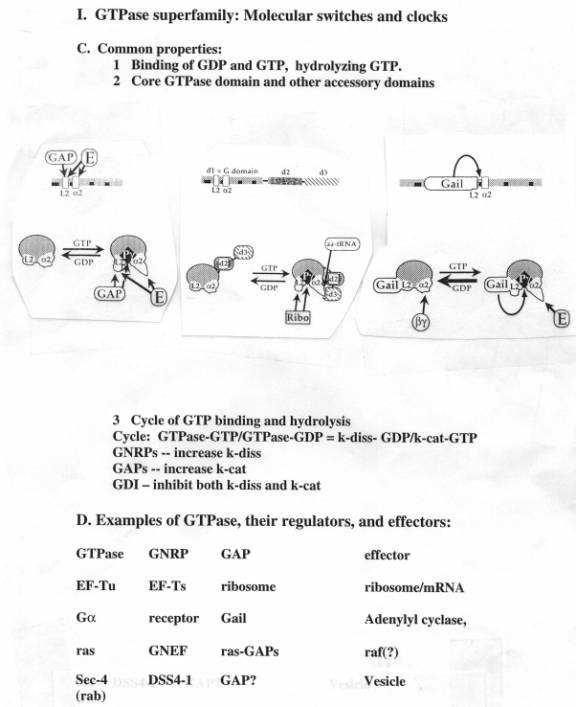 I. GTPase superfamily: Molecular switches and clocks
C. Common properties:
1 Binding of GDP and GTP, hydrolyzing GTP.
2 Core GTPase domain and other accessory domains
GAP E
L2 α2
d1 = G domain d2 d3
L2 α2
Gail
L2 α2
GTP
GDP
L2 α2
L2 α2
GAP E
L2 α2 d2 d3
GTP
GDP
aa-tRNA
L2 α2 d2
d3
Ribo
Gail L2 α2
GTP
GDP
Gail L2 α2
βγ
E
3 Cycle of GTP binding and hydrolysis
Cycle: GTPase-GTP/GTPase-GDP = k-diss- GDP/k-cat-GTP
GNRPs -- increase k-diss
GAPs -- increase k-cat
GDI – inhibit both k-diss and k-cat
D. Examples of GTPase, their regulators, and effectors:
GTPase GNRP GAP effector
EF-Tu EF-Ts ribosome ribosome/mRNA
Gα receptor Gail Adenylyl cyclase,
ras GNEF ras-GAPs raf(?)
Sec-4 DSS4-1 GAP? Vesicle
(rab)